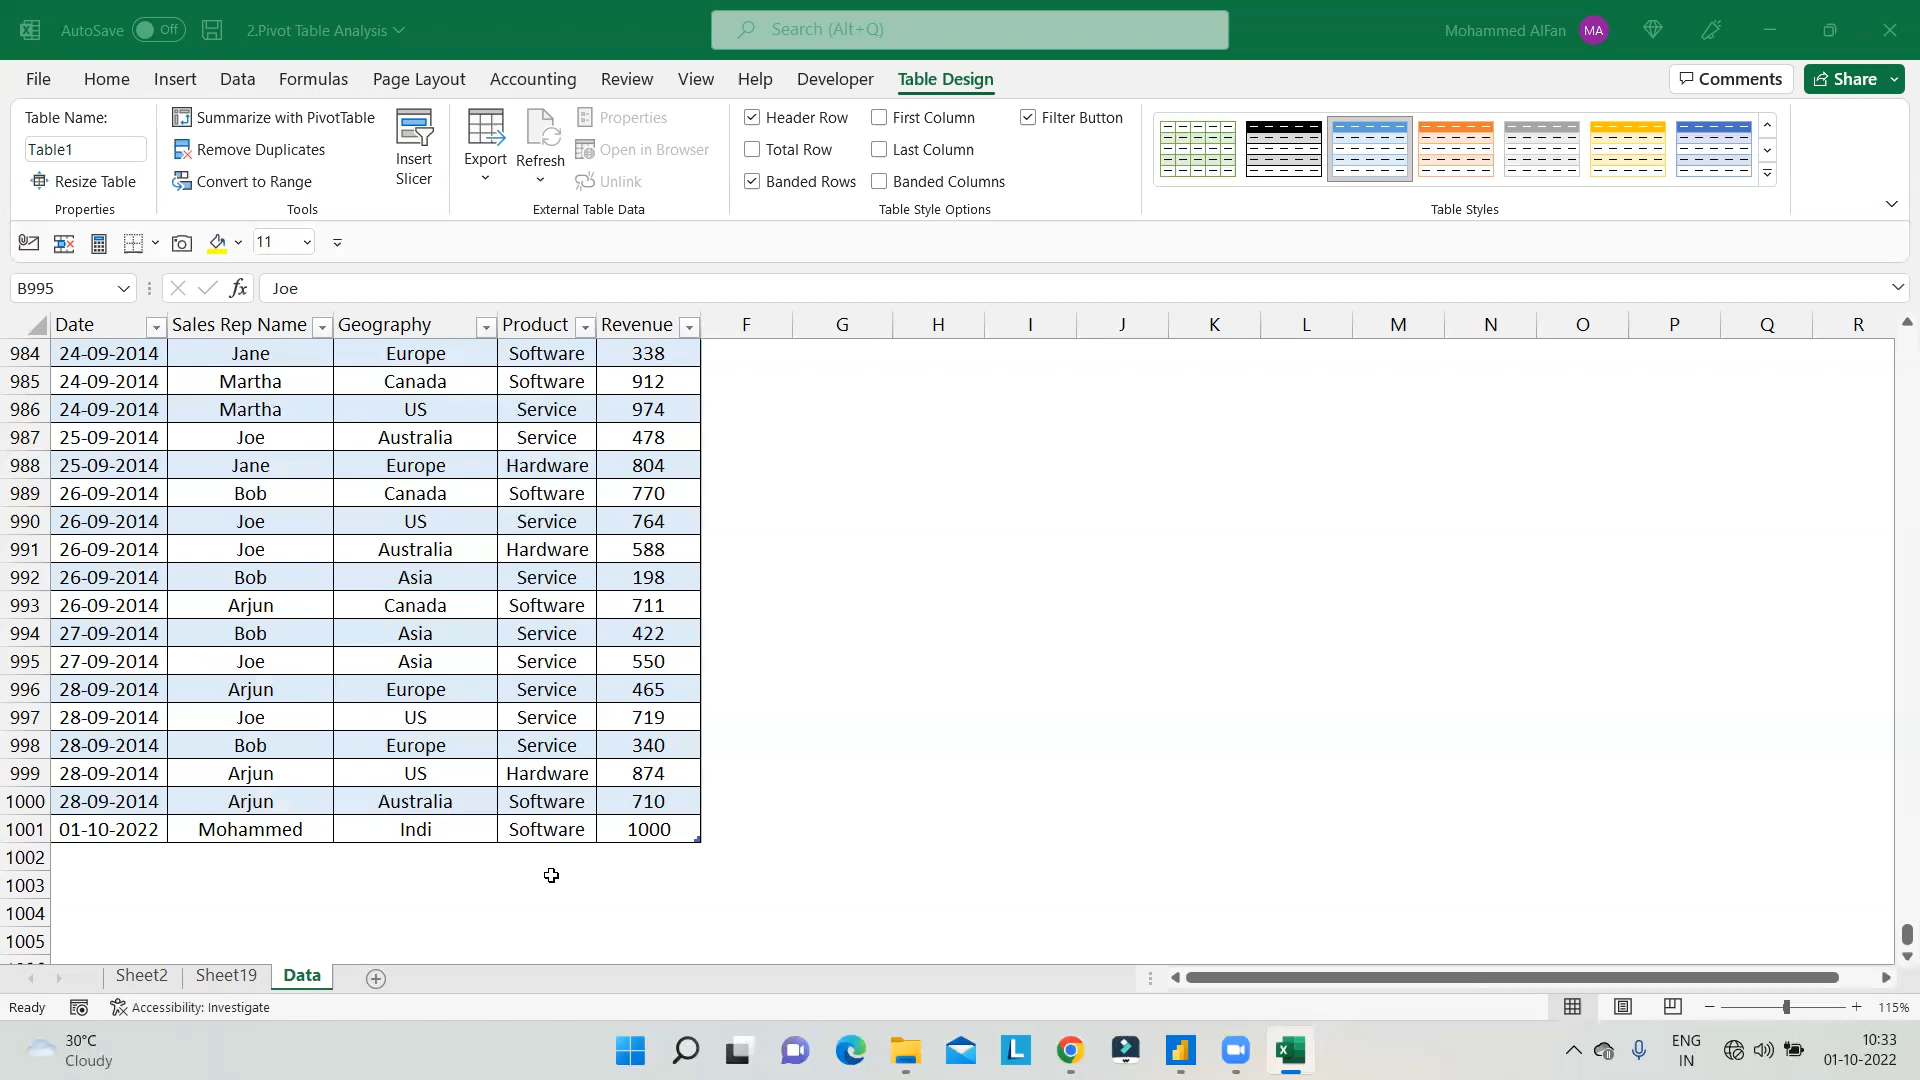 AutoSave Off 2.Pivot Table Analysis Search (Alt+Q) Mohammed AlFan MA
File Home Insert Data Formulas Page Layout Accounting Review View Help Developer Table Design Comments Share
Table Name:
Table1
Resize Table
Properties
Summarize with PivotTable
Remove Duplicates
Convert to Range
Tools
Insert
Slicer
Export
Refresh
Properties
Open in Browser
Unlink
External Table Data
Header Row First Column Filter Button
Total Row Last Column
Banded Rows Banded Columns
Table Style Options
Table Styles
11
B995 fx Joe
Date Sales Rep Name Geography Product Revenue F G H I J K L M N O P Q R
984 24-09-2014 Jane Europe Software 338
985 24-09-2014 Martha Canada Software 912
986 24-09-2014 Martha US Service 974
987 25-09-2014 Joe Australia Service 478
988 25-09-2014 Jane Europe Hardware 804
989 26-09-2014 Bob Canada Software 770
990 26-09-2014 Joe US Service 764
991 26-09-2014 Joe Australia Hardware 588
992 26-09-2014 Bob Asia Service 198
993 26-09-2014 Arjun Canada Software 711
994 27-09-2014 Bob Asia Service 422
995 27-09-2014 Joe Asia Service 550
996 28-09-2014 Arjun Europe Service 465
997 28-09-2014 Joe US Service 719
998 28-09-2014 Bob Europe Service 340
999 28-09-2014 Arjun US Hardware 874
1000 28-09-2014 Arjun Australia Software 710
1001 01-10-2022 Mohammed Indi Software 1000
1002
1003
1004
1005
Sheet2 Sheet19 Data
Ready Accessibility: Investigate 115%
30°C
Cloudy
ENG
IN
10:33
01-10-2022